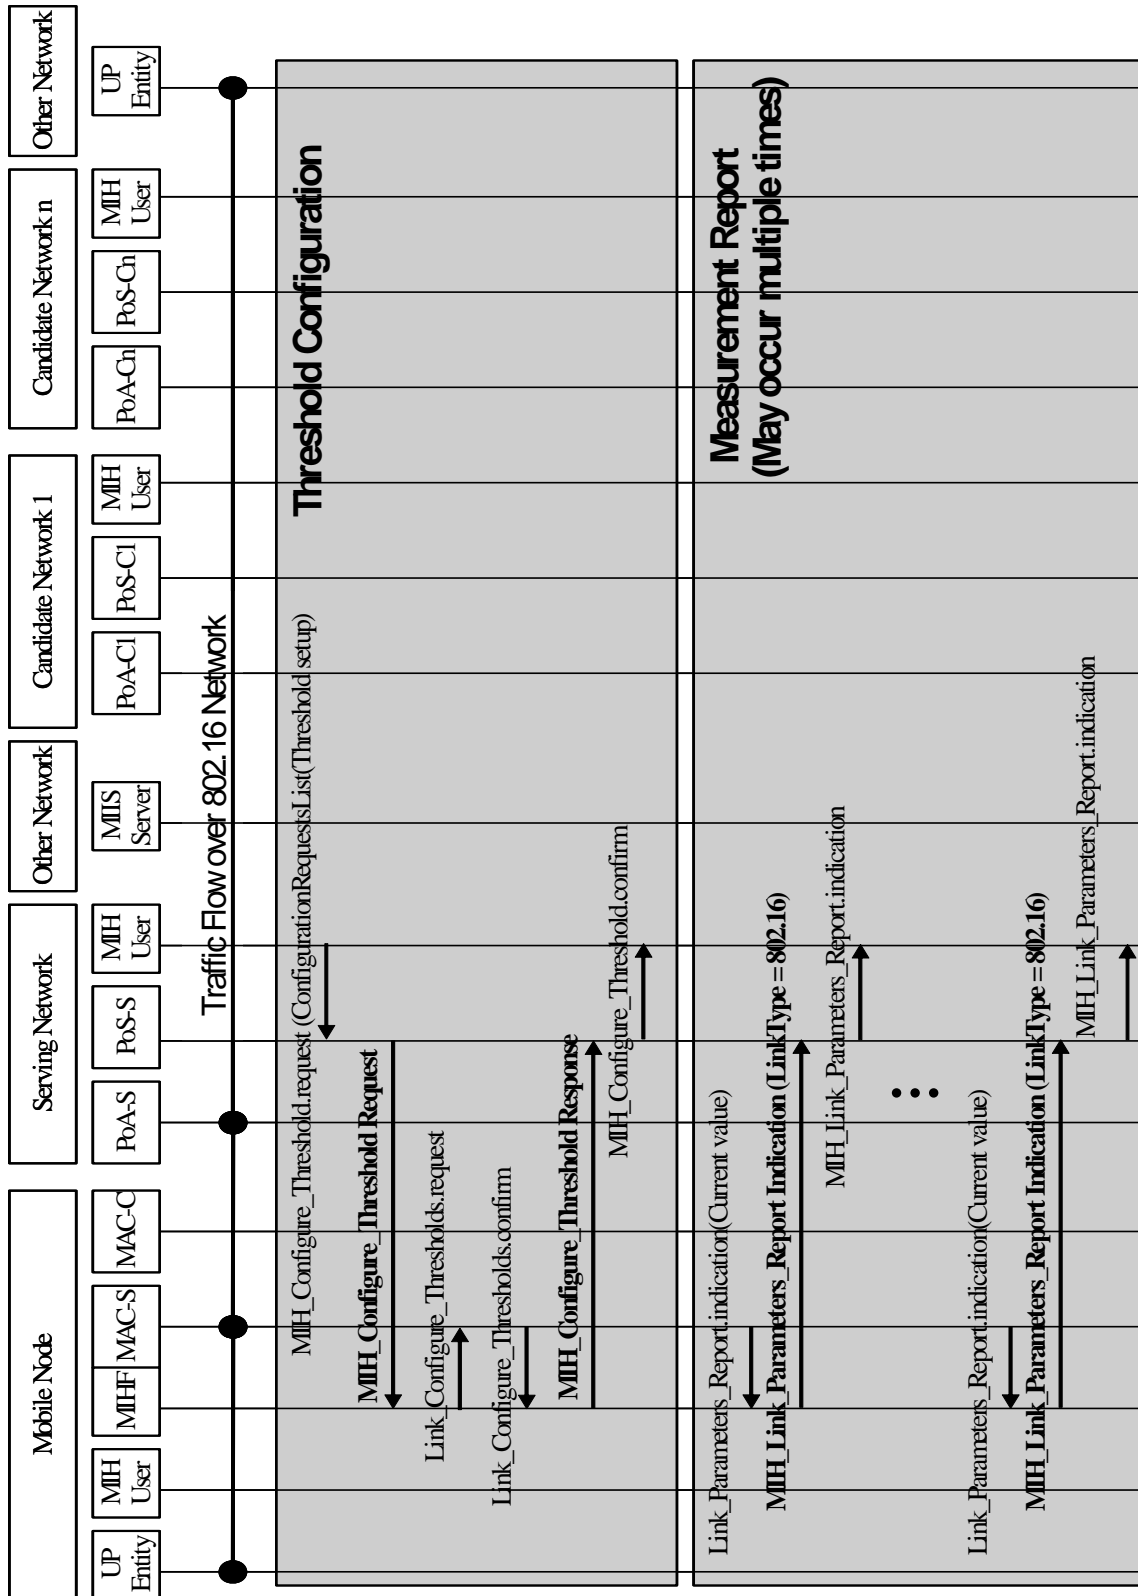 Mobile Node
Serving Network
Other Network
Candidate Network 1
Candidate Network n
Other Network
UP
Entity
MIH
User
MIHF
MAC-S
MAC-C
PoA-S
PoS-S
MIH
User
MIIS
Server
PoA-C1
PoS-C1
MIH
User
PoA-Cn
PoS-Cn
MIH
User
UP
Entity
Traffic Flow over 802.16 Network
Threshold Configuration
MIH_Configure_Threshold.request (ConfigurationRequestsList(Threshold setup)
MIH_Configure_Threshold Request
Link_Configure_Thresholds.request
Link_Configure_Thresholds.confirm
MIH_Configure_Threshold Response
MIH_Configure_Threshold.confirm
Measurement Report
(May occur multiple times)
Link_Parameters_Report.indication(Current value)
MIH_Link_Parameters_Report Indication (LinkType = 802.16)
MIH_Link_Parameters_Report.indication
Link_Parameters_Report.indication(Current value)
MIH_Link_Parameters_Report Indication (LinkType = 802.16)
MIH_Link_Parameters_Report.indication